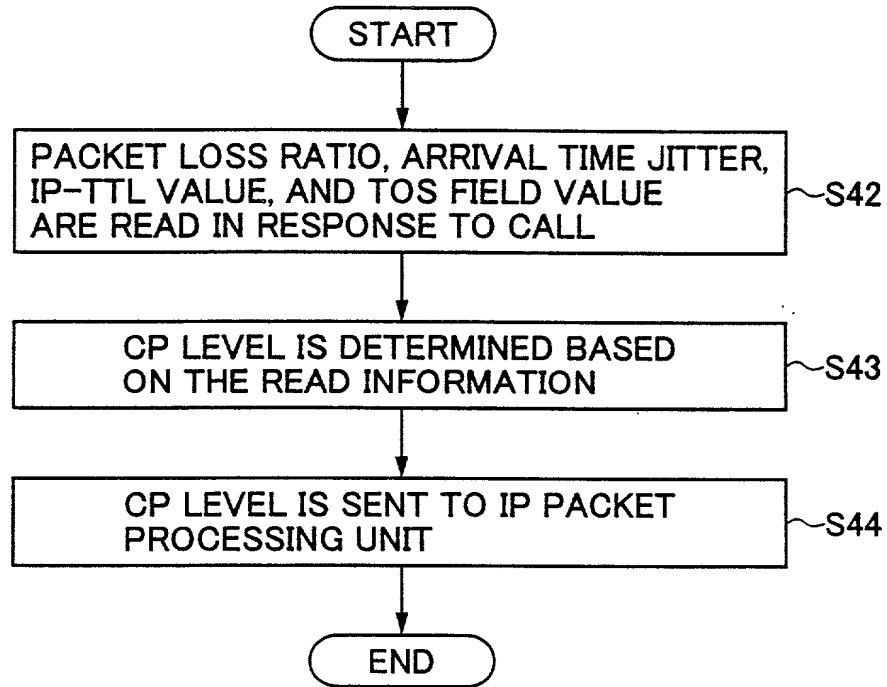 START
PACKET LOSS RATIO, ARRIVAL TIME JITTER,
IP-TTL VALUE, AND TOS FIELD VALUE
ARE READ IN RESPONSE TO CALL
S42
CP LEVEL IS DETERMINED BASED
ON THE READ INFORMATION
S43
CP LEVEL IS SENT TO IP PACKET
PROCESSING UNIT
S44
END